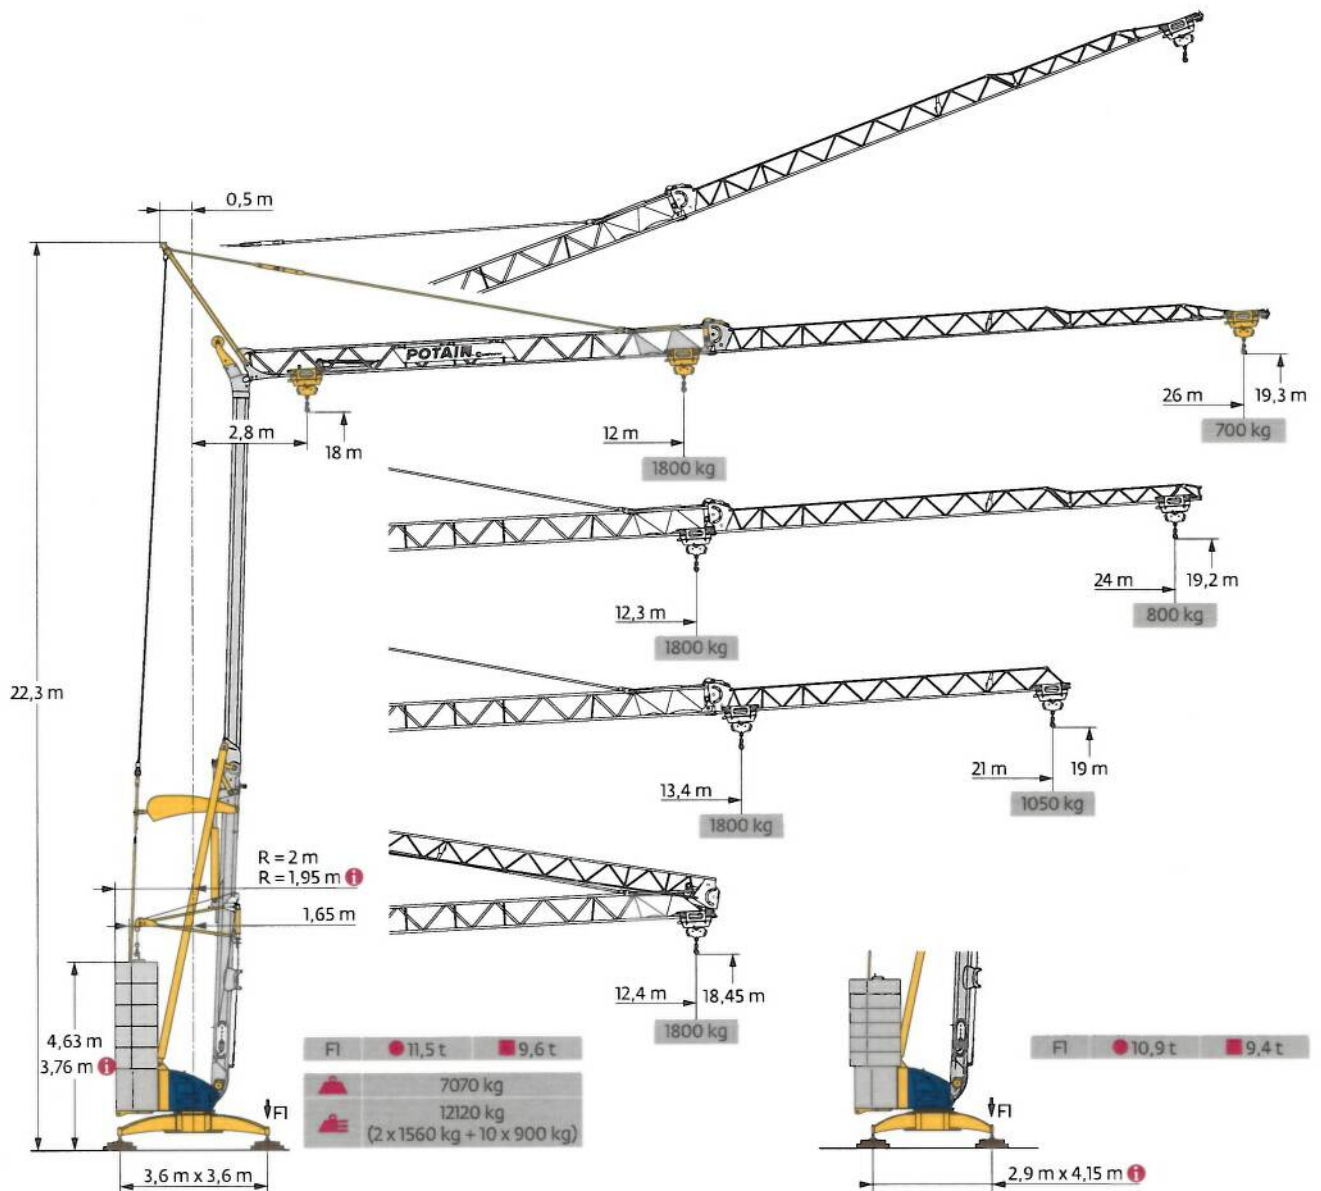 0,5 m
POTAIN
2,8 m
18 m
12 m
1800 kg
26 m
19,3 m
700 kg
12,3 m
1800 kg
24 m
19,2 m
800 kg
22,3 m
13,4 m
1800 kg
21 m
19 m
1050 kg
R = 2 m
R = 1,95 m i
1,65 m
12,4 m
18,45 m
1800 kg
4,63 m
3,76 m i
F1 11,5 t 9,6 t
7070 kg
12120 kg
(2 x 1560 kg + 10 x 900 kg)
F1
3,6 m x 3,6 m
F1 10,9 t 9,4 t
F1
2,9 m x 4,15 m i